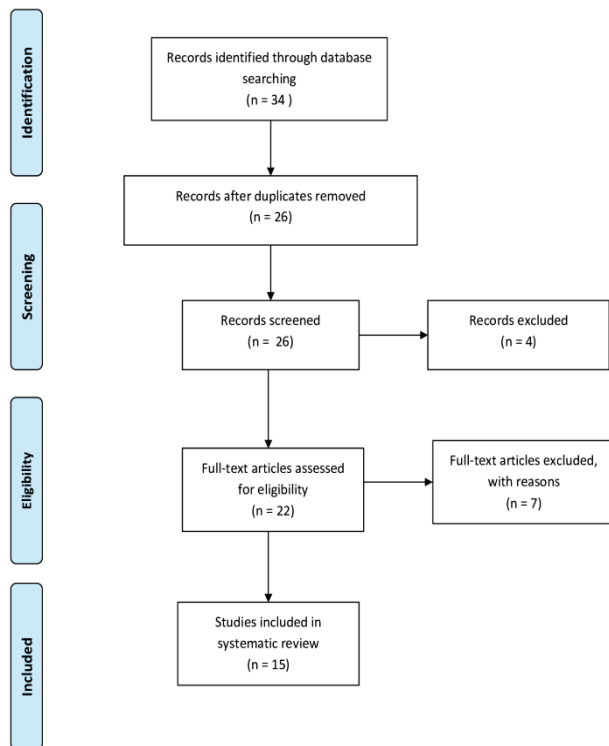 Identification
Records identified through database
searching
(n = 34 )
Records after duplicates removed
(n = 26)
Screening
Records screened
(n = 26)
Records excluded
(n = 4)
Eligibility
Full-text articles assessed
for eligibility
(n = 22)
Full-text articles excluded,
with reasons
(n = 7)
Included
Studies included in
systematic review
(n = 15)